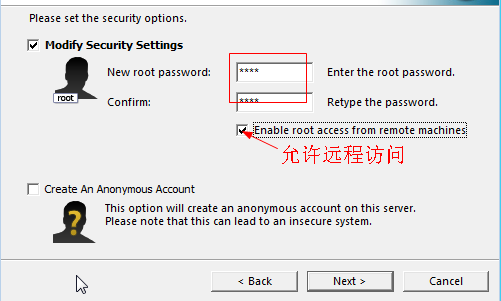 Please set the security options.
Modify Security Settings
root
New root password: **** Enter the root password.
Confirm: **** Retype the password.
Enable root access from remote machines
允许远程访问
Create An Anonymous Account
This option will create an anonymous account on this server.
Please note that this can lead to an insecure system.
< Back Next > Cancel